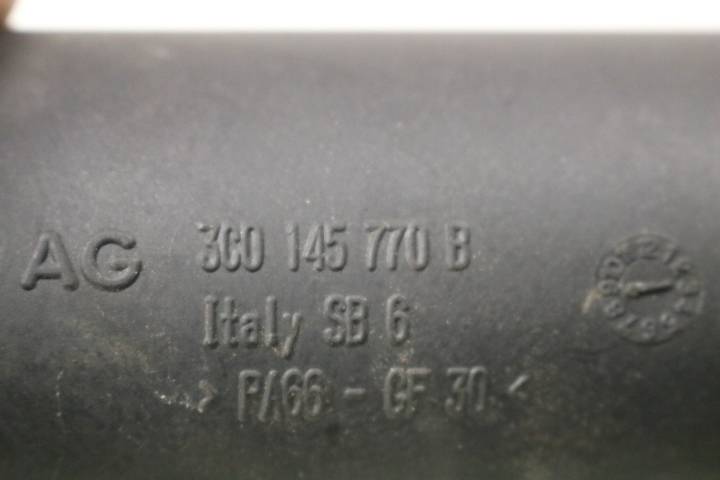 AG 3C0 145 770 B
Italy SB 6
> PA66 - GF 30 <